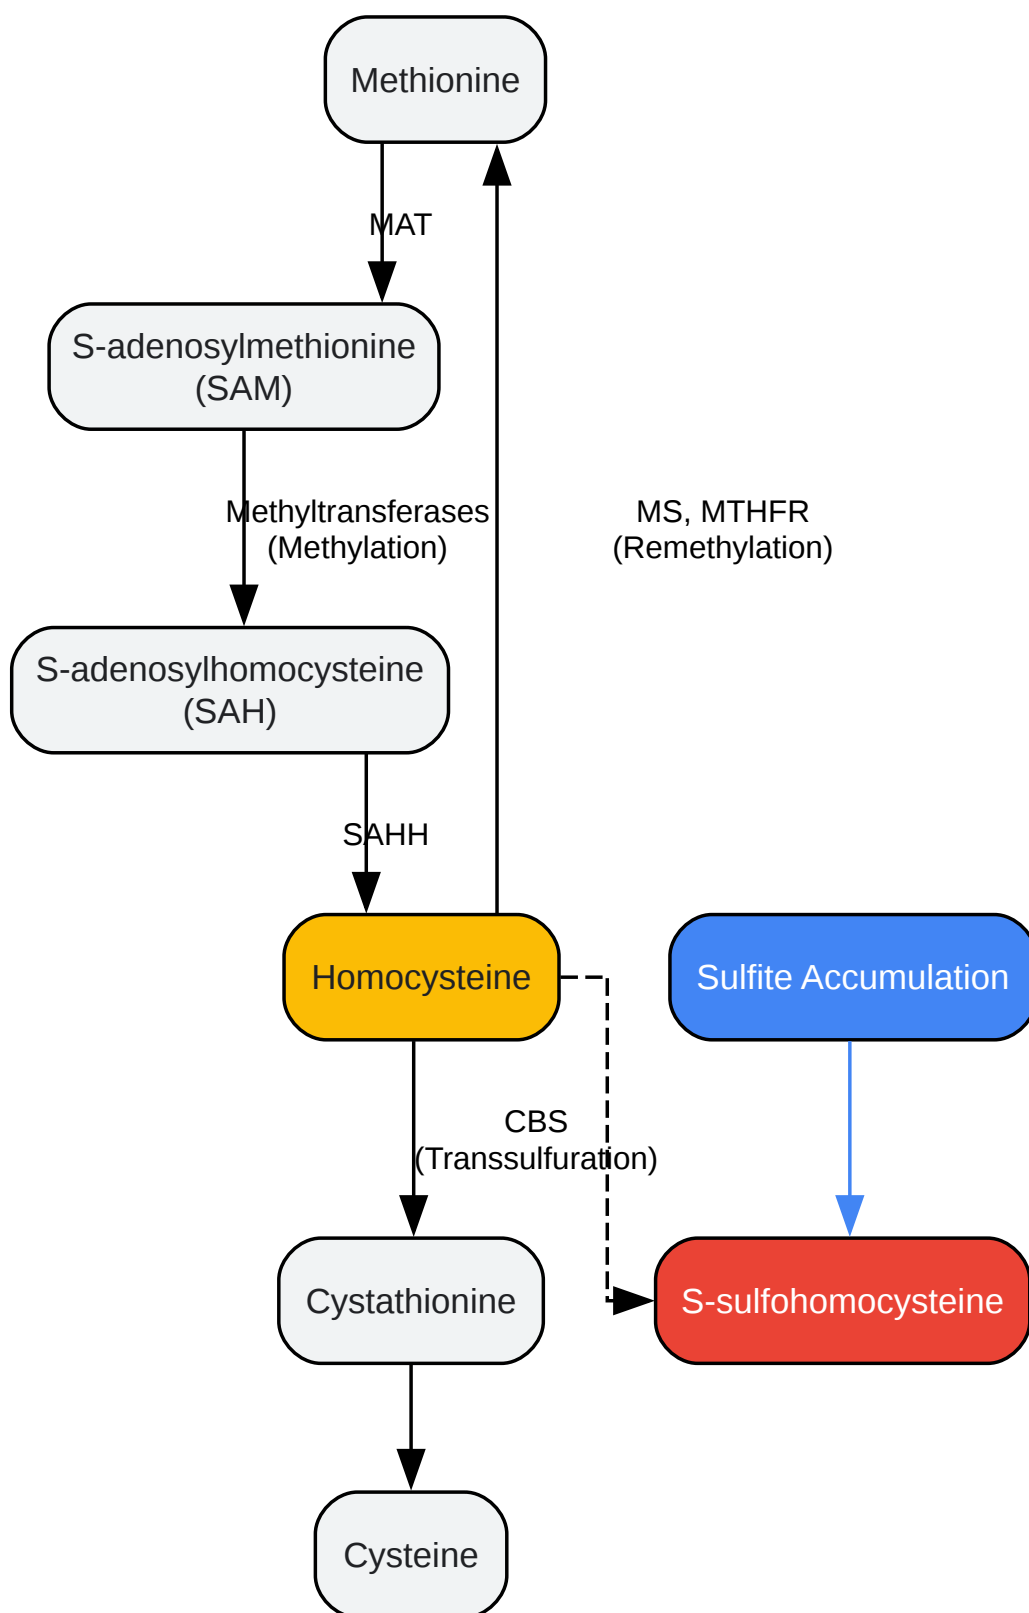 Methionine
MAT
S-adenosylmethionine
(SAM)
Methyltransferases
(Methylation)
MS, MTHFR
(Remethylation)
S-adenosylhomocysteine
(SAH)
SAHH
Homocysteine
Sulfite Accumulation
CBS
(Transsulfuration)
Cystathionine
S-sulfohomocysteine
Cysteine